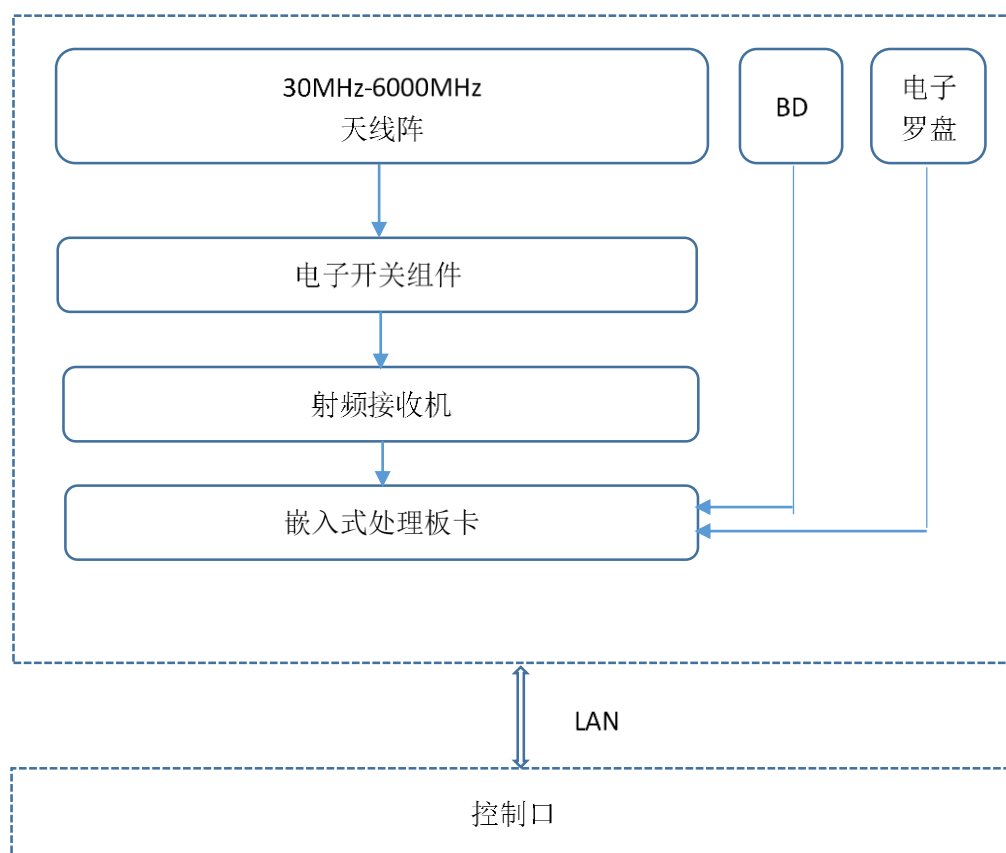 30MHz-6000MHz
天线阵
BD
电子
罗盘
电子开关组件
射频接收机
嵌入式处理板卡
LAN
控制口